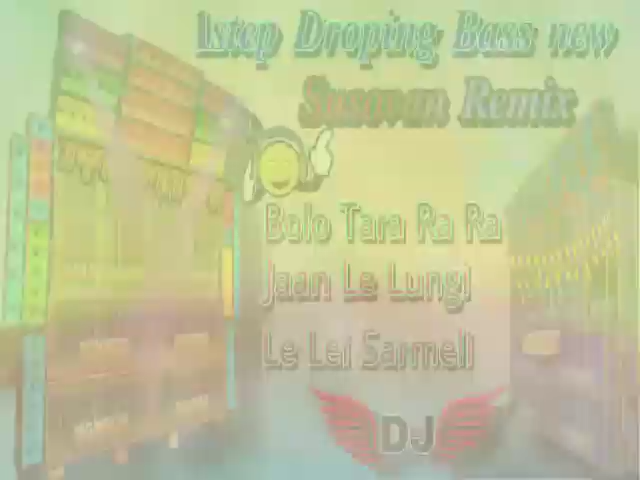 1step Droping Bass new
Susovan Remix
Bolo Tara Ra Ra
Jaan Le Lungi
Le Lei Sarmeli
DJ